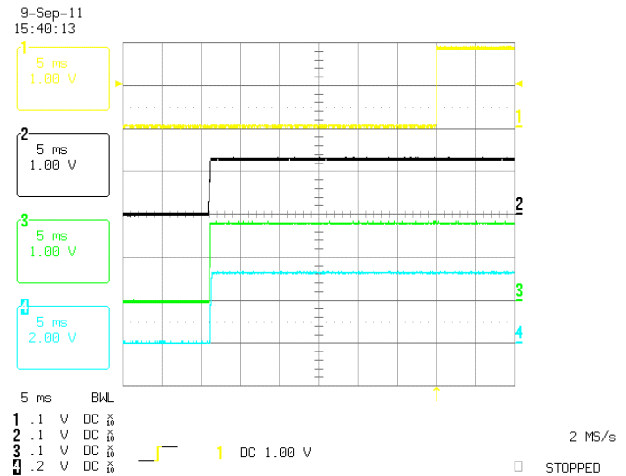 9-Sep-11
15:40:13
1
5 ms
1.00 V
2
5 ms
1.00 V
3
5 ms
1.00 V
4
5 ms
2.00 V
1
2
3
4
5 ms BWL
1 .1 V DC X10
2 .1 V DC X10
3 .1 V DC X10
4 .2 V DC X10
1 DC 1.00 V
2 MS/s
STOPPED